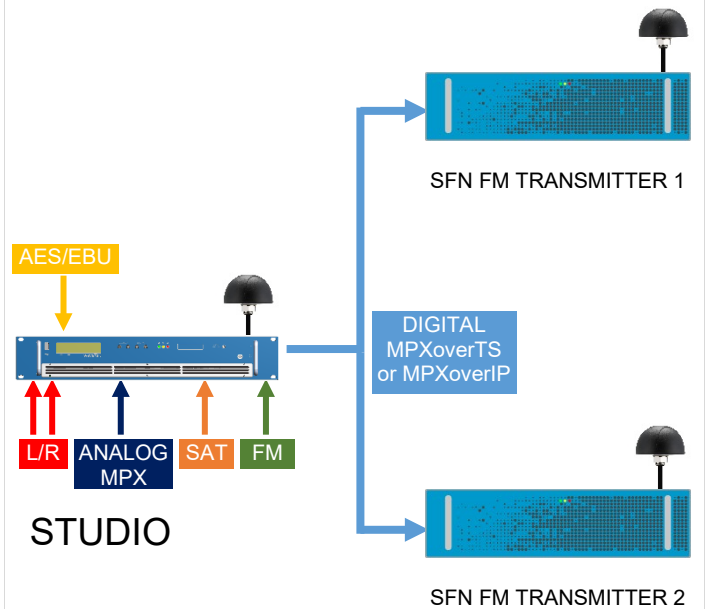 SFN FM TRANSMITTER 1
AES/EBU
DIGITAL
MPXoverTS
or MPXoverIP
L/R
ANALOG
MPX
SAT
FM
STUDIO
SFN FM TRANSMITTER 2